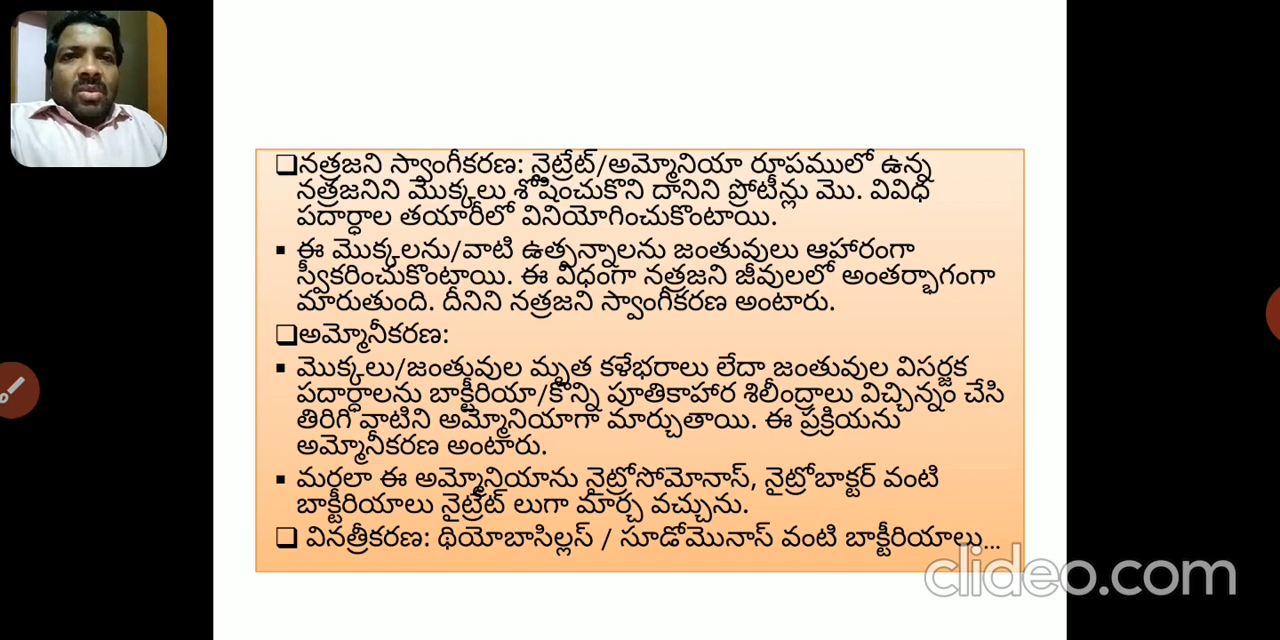 ❑నత్రజని స్వాంగీకరణ: నైట్రేట్/అమ్మోనియా రూపములో ఉన్న
నత్రజనిని మొక్కలు శోషించుకొని దానిని ప్రోటీన్లు మొ. వివిధ
పదార్ధాల తయారీలో వినియోగించుకొంటాయి.
▪ ఈ మొక్కలను/వాటి ఉత్పన్నాలను జంతువులు ఆహారంగా
స్వీకరించుకొంటాయి. ఈ విధంగా నత్రజని జీవులలో అంతర్భాగంగా
మారుతుంది. దీనిని నత్రజని స్వాంగీకరణ అంటారు.
❑అమ్మోనీకరణ:
▪ మొక్కలు/జంతువుల మృత కళేభరాలు లేదా జంతువుల విసర్జక
పదార్ధాలను బాక్టీరియా/కొన్ని పూతికాహార శిలీంద్రాలు విచ్చిన్నం చేసి
తిరిగి వాటిని అమ్మోనియాగా మార్చుతాయి. ఈ ప్రక్రియను
అమ్మోనీకరణ అంటారు.
▪ మరలా ఈ అమ్మోనియాను నైట్రోసోమోనాస్, నైట్రోబాక్టర్ వంటి
బాక్టీరియాలు నైట్రేట్ లుగా మార్చ వచ్చును.
❑ వినత్రీకరణ: థియోబాసిల్లస్ / సూడోమొనాస్ వంటి బాక్టీరియాలు...
clideo.com